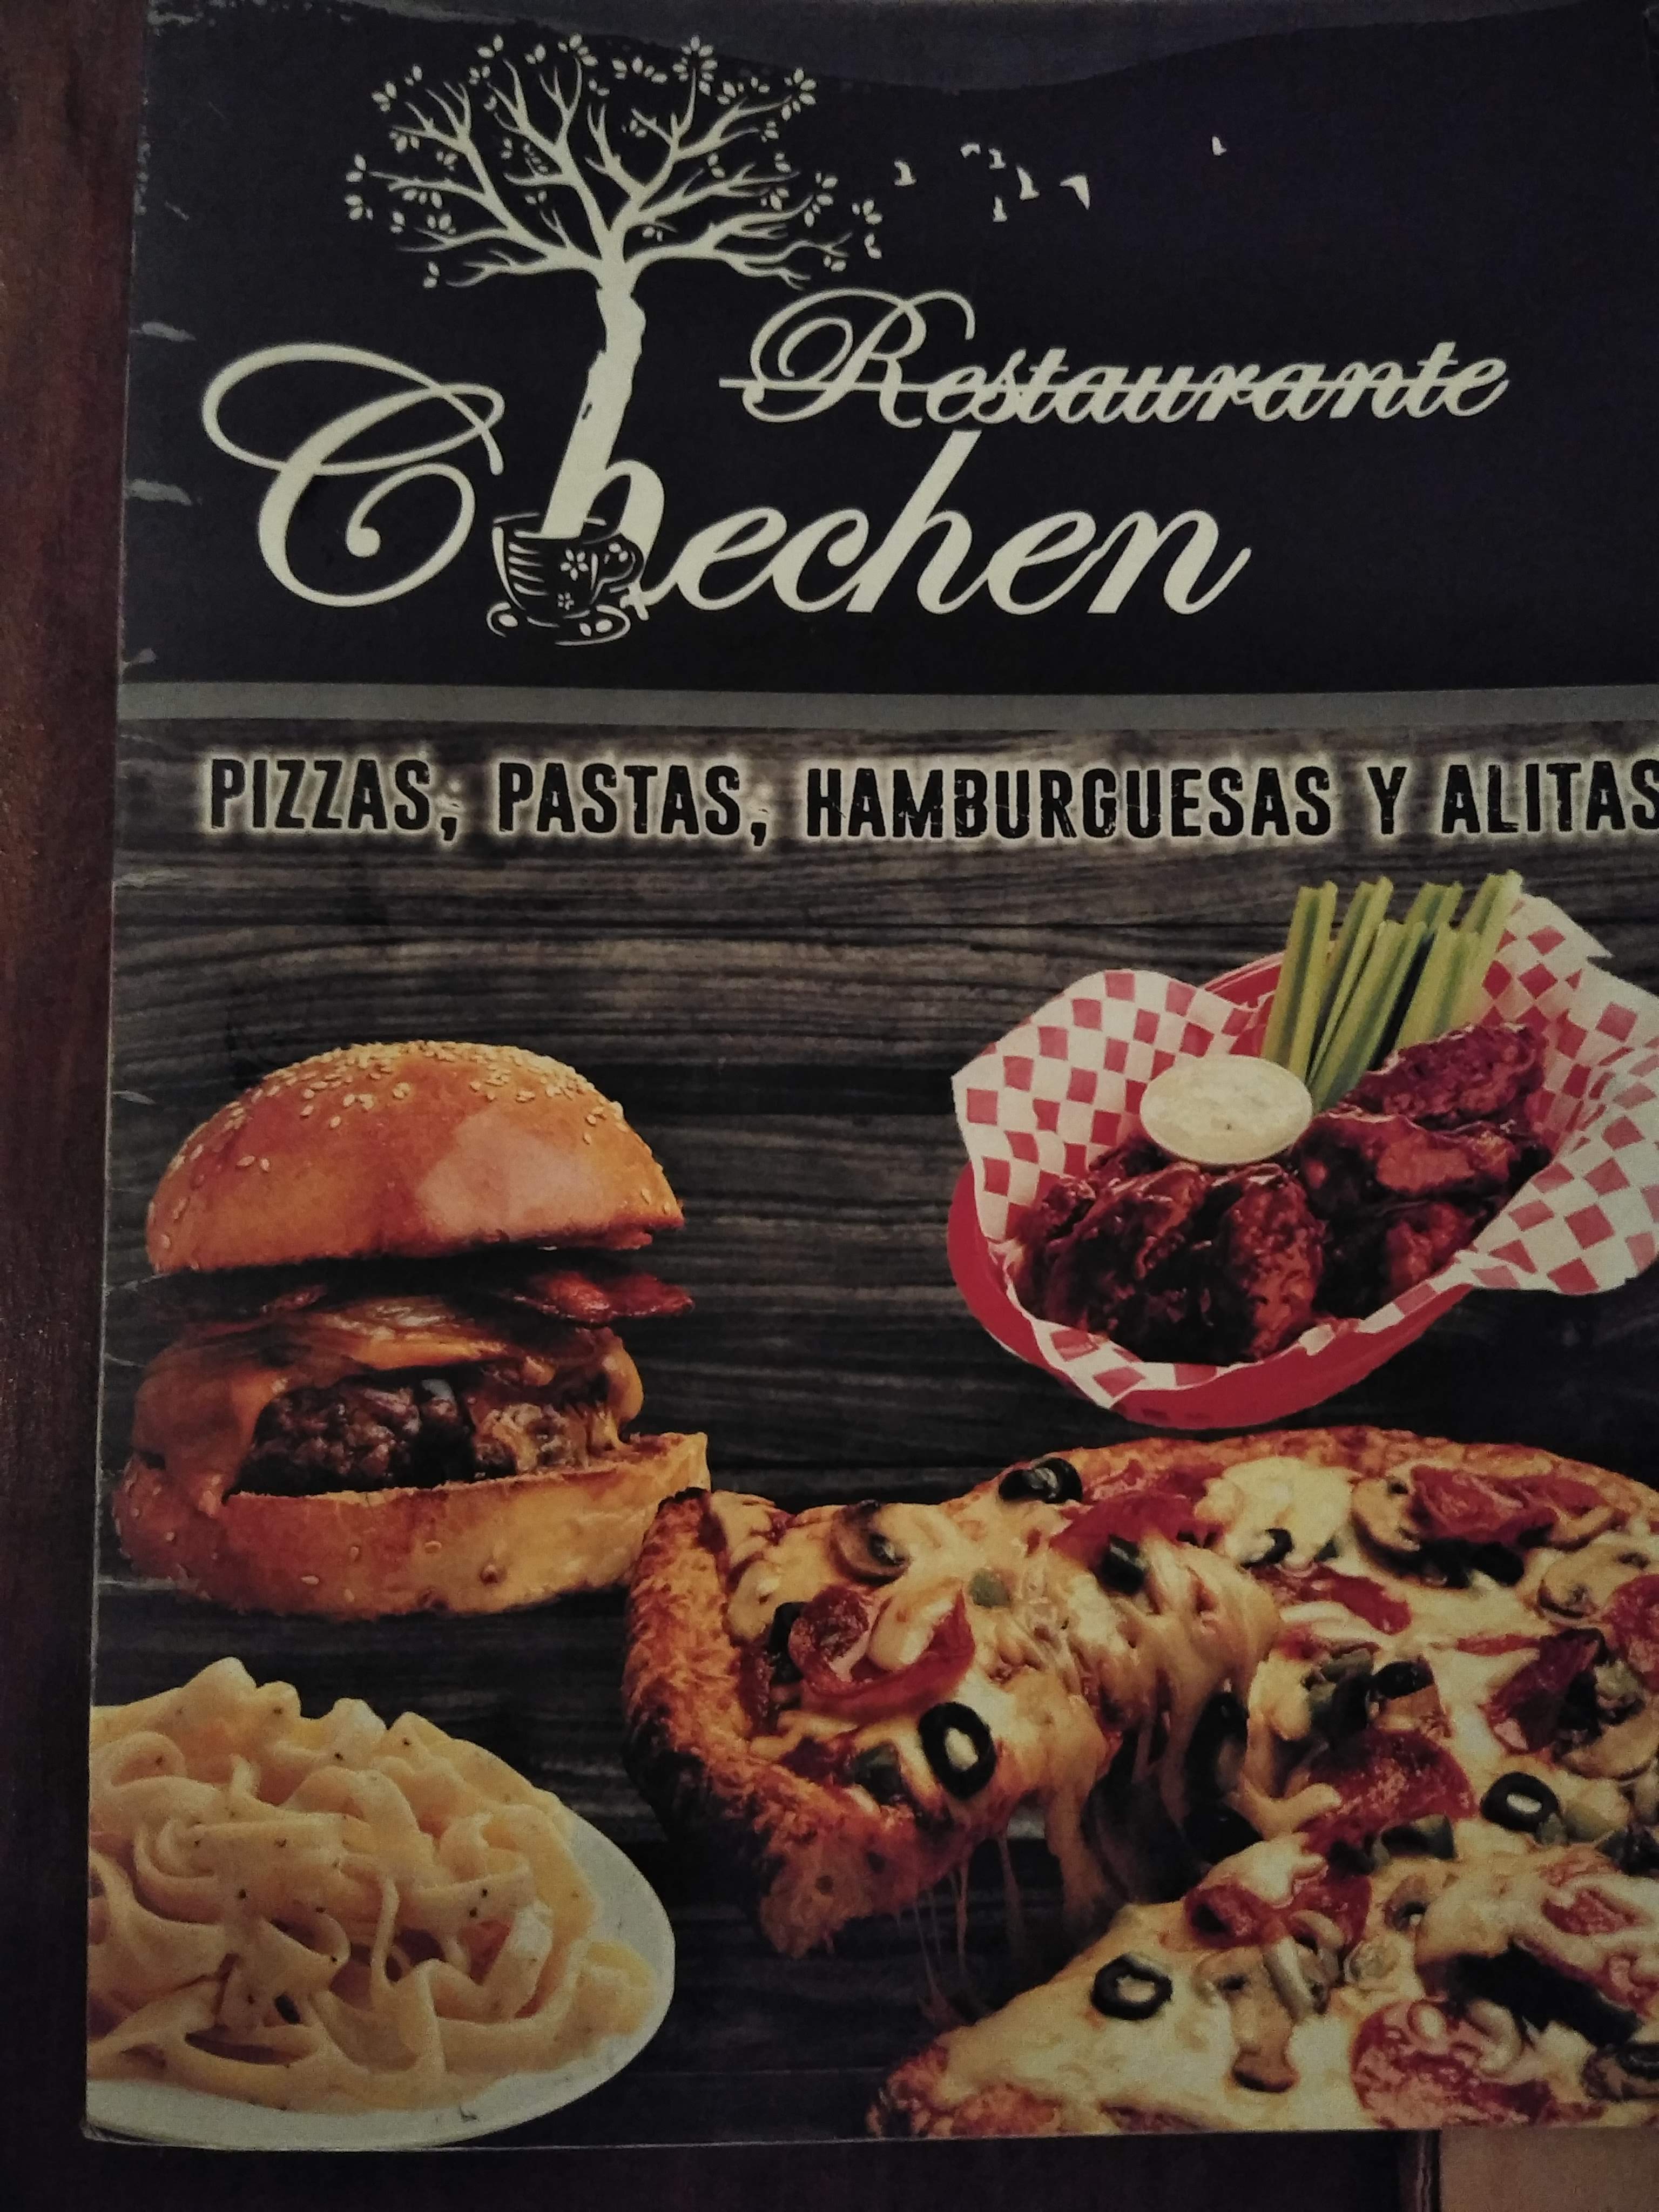 Restaurante
Chechen
PIZZAS, PASTAS, HAMBURGUESAS Y ALITAS